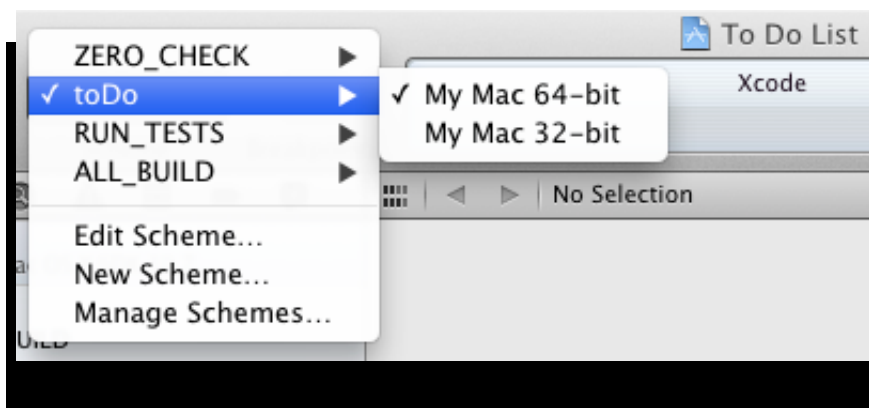 To Do List
Xcode
ZERO_CHECK
✓ toDo
RUN_TESTS
ALL_BUILD
✓ My Mac 64-bit
My Mac 32-bit
No Selection
Edit Scheme...
New Scheme...
Manage Schemes...